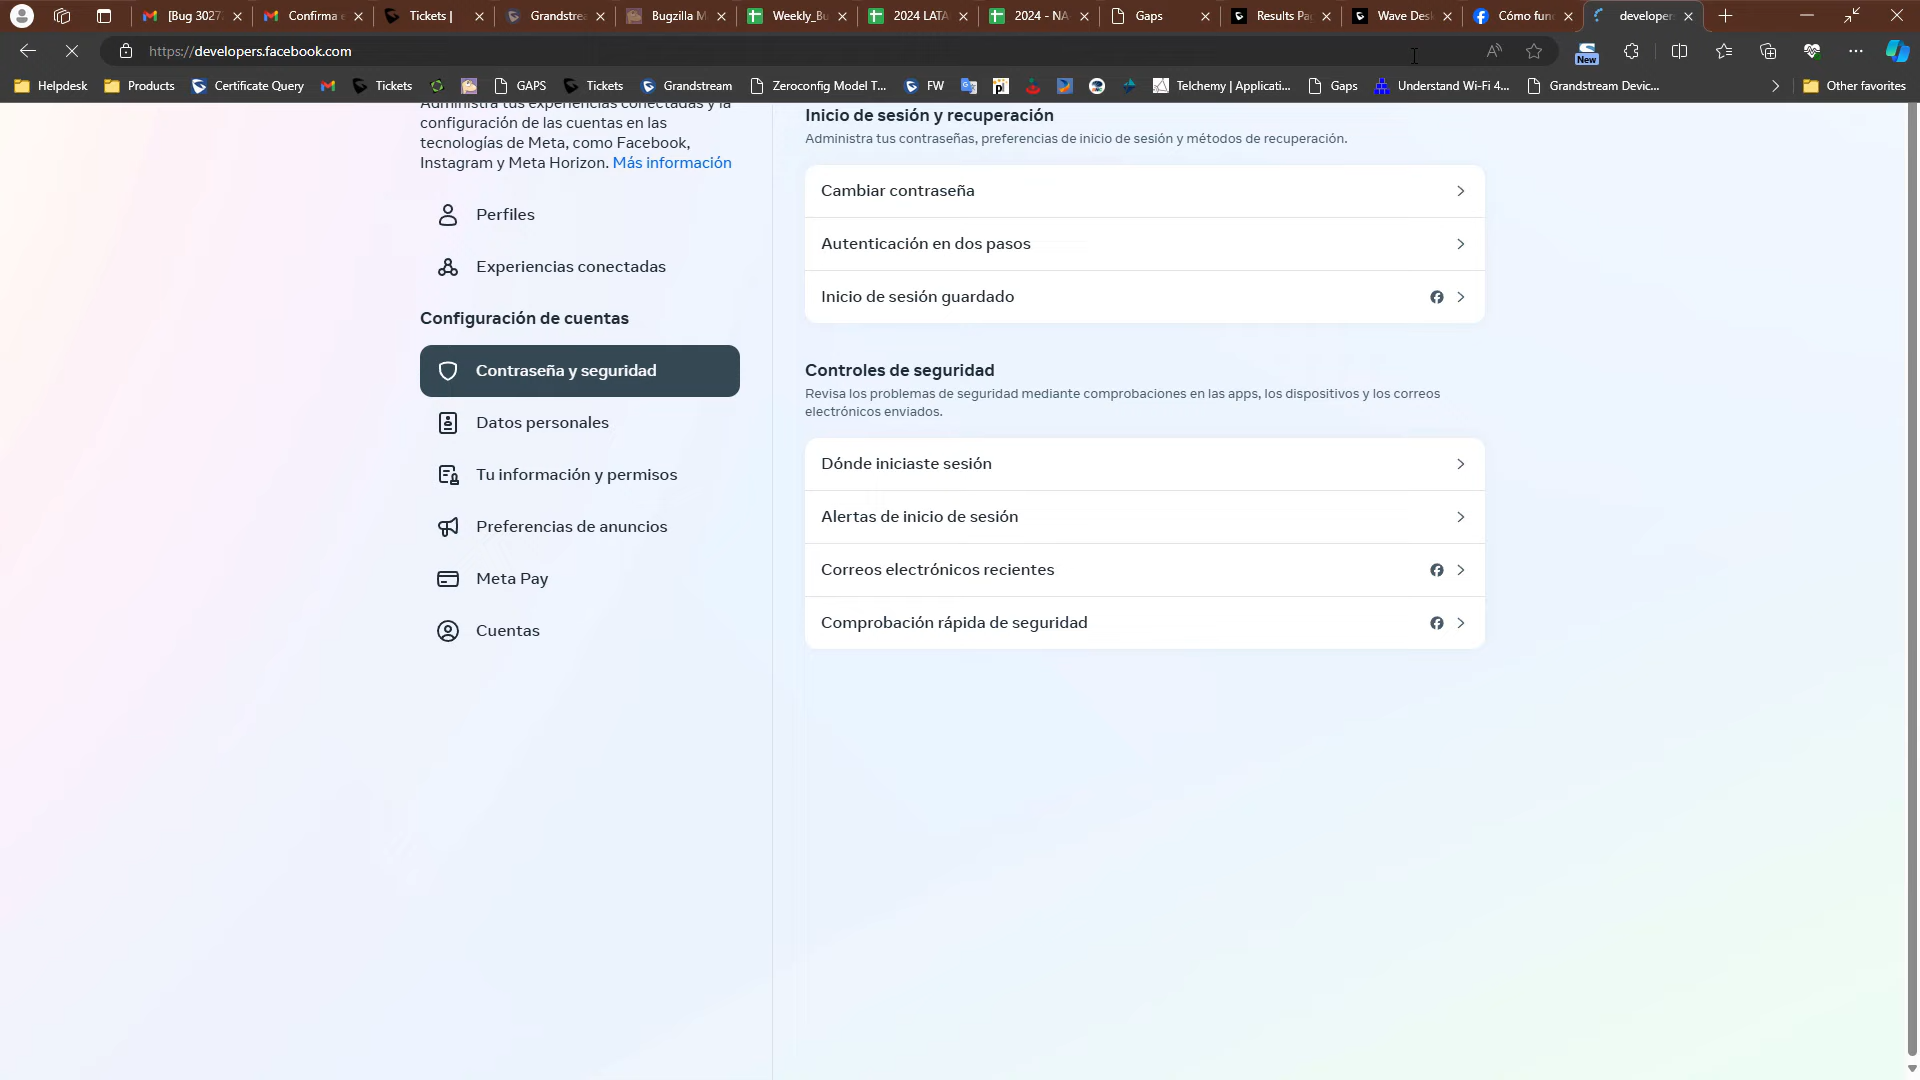 [Bug 3027
Confirma e
Tickets |
Grandstre
Bugzilla M
Weekly_Bu
2024 LATA
2024 - NA
Gaps
Results Pa
Wave Desk
Cómo fun
developer
https://developers.facebook.com
New
Helpdesk
Products
Certificate Query
Tickets
GAPS
Tickets
Grandstream
Zeroconfig Model T...
FW
Telchemy | Applicati...
Gaps
Understand Wi-Fi 4...
Grandstream Devic...
Other favorites
Administra tus experiencias conectadas y la
configuración de las cuentas en las
tecnologías de Meta, como Facebook,
Instagram y Meta Horizon. Más información
Perfiles
Experiencias conectadas
Configuración de cuentas
Contraseña y seguridad
Datos personales
Tu información y permisos
Preferencias de anuncios
Meta Pay
Cuentas
Inicio de sesión y recuperación
Administra tus contraseñas, preferencias de inicio de sesión y métodos de recuperación.
Cambiar contraseña
Autenticación en dos pasos
Inicio de sesión guardado
Controles de seguridad
Revisa los problemas de seguridad mediante comprobaciones en las apps, los dispositivos y los correos
electrónicos enviados.
Dónde iniciaste sesión
Alertas de inicio de sesión
Correos electrónicos recientes
Comprobación rápida de seguridad